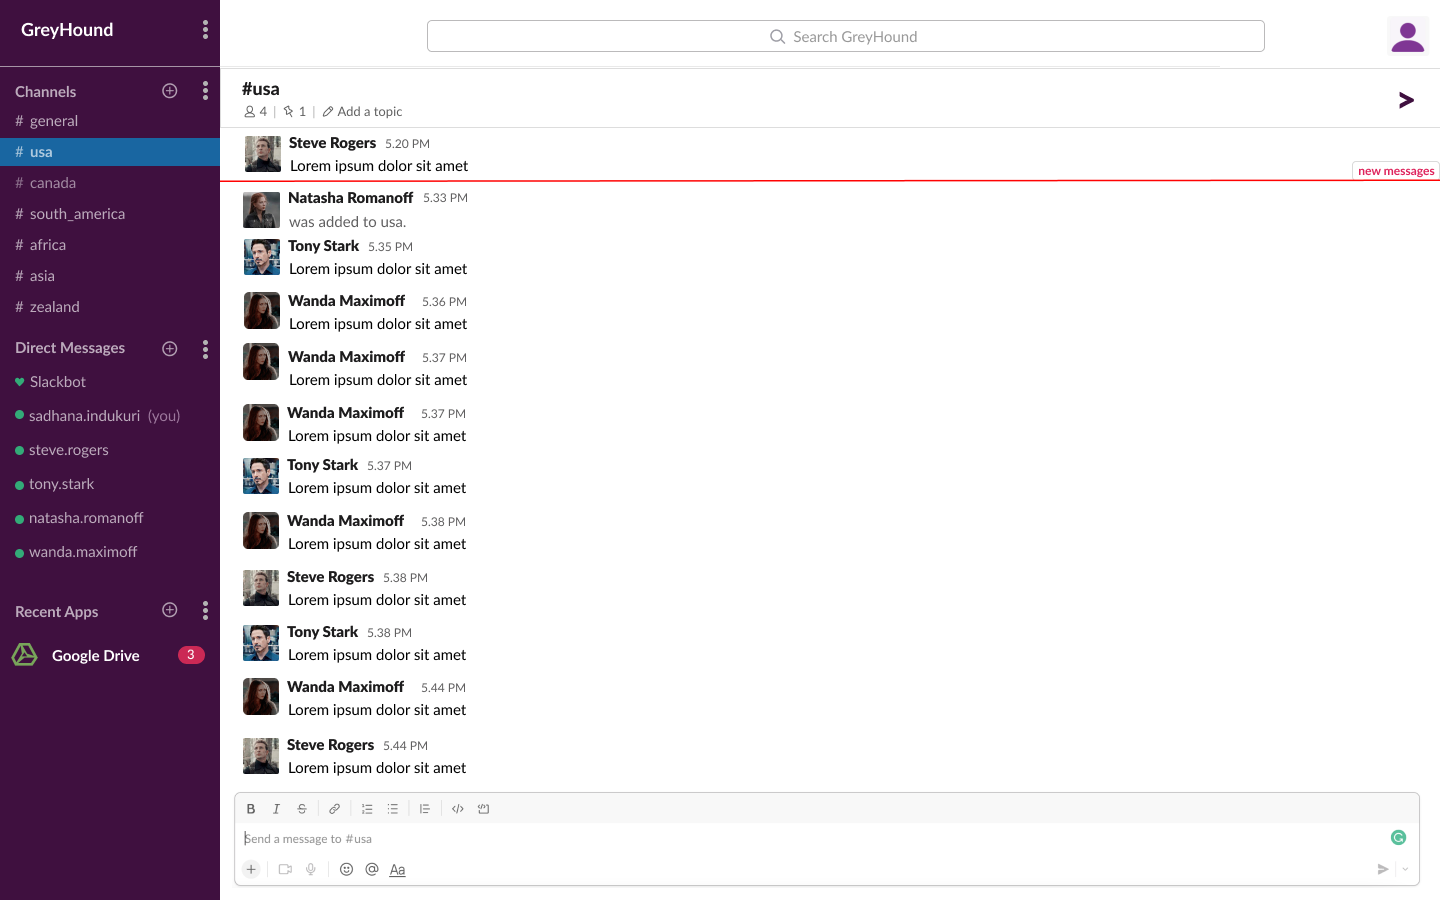 GreyHound
Search GreyHound
Channels
# general
# usa
# canada
# south_america
# africa
# asia
# zealand
Direct Messages
Slackbot
sadhana.indukuri (you)
steve.rogers
tony.stark
natasha.romanoff
wanda.maximoff
Recent Apps
Google Drive 3
#usa
4 | 1 | Add a topic
>
Steve Rogers 5.20 PM
Lorem ipsum dolor sit amet
new messages
Natasha Romanoff 5.33 PM
was added to usa.
Tony Stark 5.35 PM
Lorem ipsum dolor sit amet
Wanda Maximoff 5.36 PM
Lorem ipsum dolor sit amet
Wanda Maximoff 5.37 PM
Lorem ipsum dolor sit amet
Wanda Maximoff 5.37 PM
Lorem ipsum dolor sit amet
Tony Stark 5.37 PM
Lorem ipsum dolor sit amet
Wanda Maximoff 5.38 PM
Lorem ipsum dolor sit amet
Steve Rogers 5.38 PM
Lorem ipsum dolor sit amet
Tony Stark 5.38 PM
Lorem ipsum dolor sit amet
Wanda Maximoff 5.44 PM
Lorem ipsum dolor sit amet
Steve Rogers 5.44 PM
Lorem ipsum dolor sit amet
B I S
Send a message to #usa
@ Aa